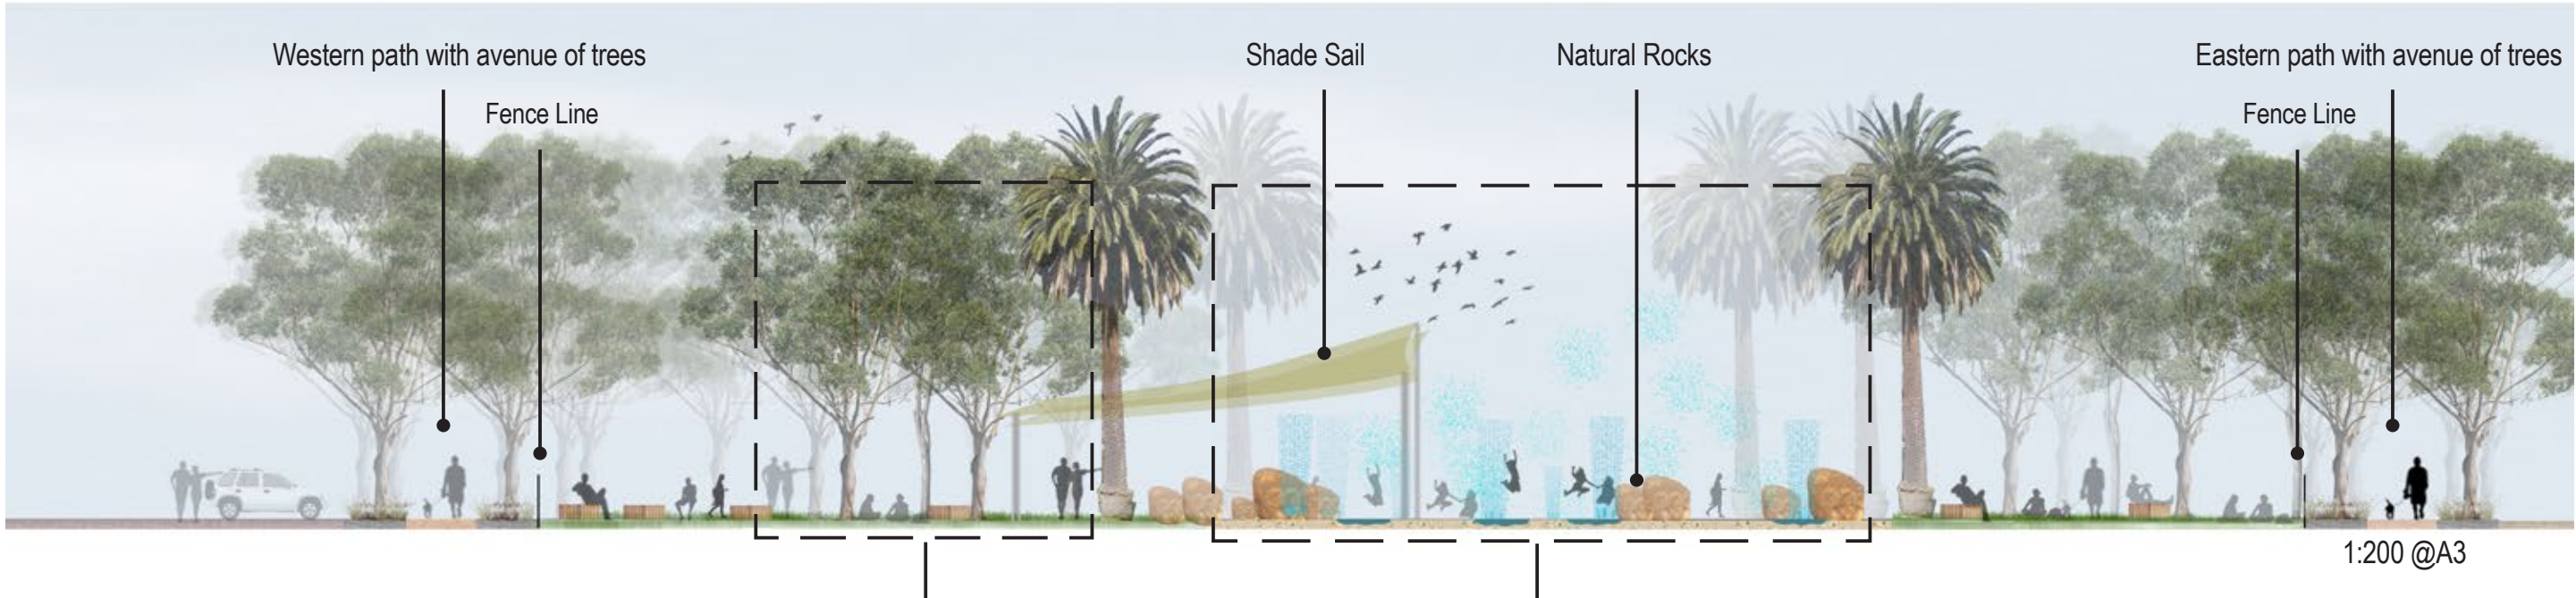 Western path with avenue of trees
Fence Line
Shade Sail
Natural Rocks
Eastern path with avenue of trees
Fence Line
1:200 @A3